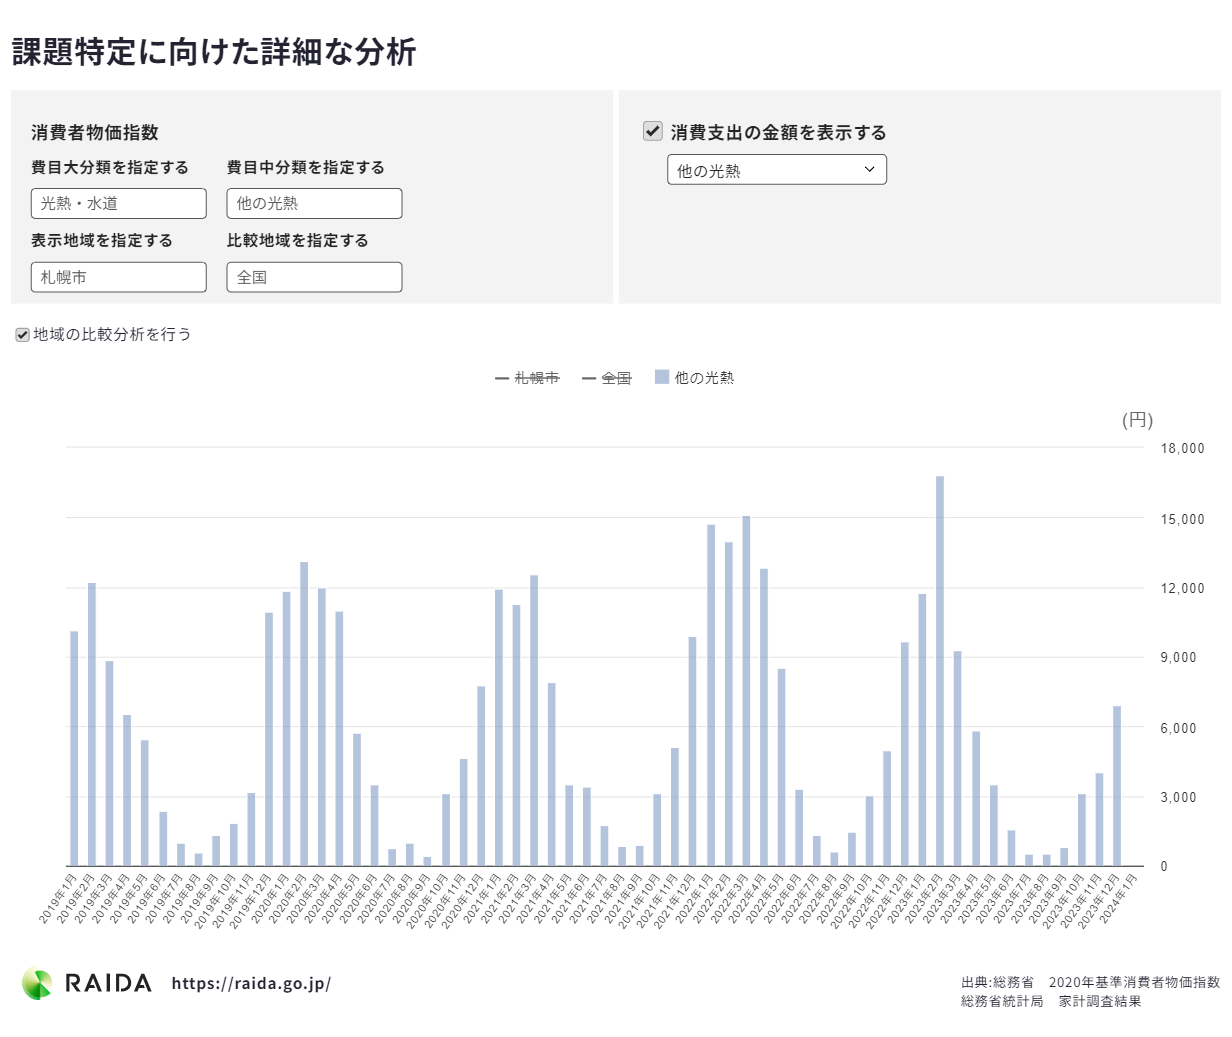 課題特定に向けた詳細な分析
消費者物価指数
費目大分類を指定する 費目中分類を指定する
光熱・水道 他の光熱
表示地域を指定する 比較地域を指定する
札幌市 全国
消費支出の金額を表示する
他の光熱
地域の比較分析を行う
札幌市 全国 他の光熱
(円)
18,000
15,000
12,000
9,000
6,000
3,000
0
2019年1月
2019年2月
2019年3月
2019年4月
2019年5月
2019年6月
2019年7月
2019年8月
2019年9月
2019年10月
2019年11月
2019年12月
2020年1月
2020年2月
2020年3月
2020年4月
2020年5月
2020年6月
2020年7月
2020年8月
2020年9月
2020年10月
2020年11月
2020年12月
2021年1月
2021年2月
2021年3月
2021年4月
2021年5月
2021年6月
2021年7月
2021年8月
2021年9月
2021年10月
2021年11月
2021年12月
2022年1月
2022年2月
2022年3月
2022年4月
2022年5月
2022年6月
2022年7月
2022年8月
2022年9月
2022年10月
2022年11月
2022年12月
2023年1月
2023年2月
2023年3月
2023年4月
2023年5月
2023年6月
2023年7月
2023年8月
2023年9月
2023年10月
2023年11月
2023年12月
2024年1月
RAIDA https://raida.go.jp/
出典:総務省 2020年基準消費者物価指数
総務省統計局 家計調査結果